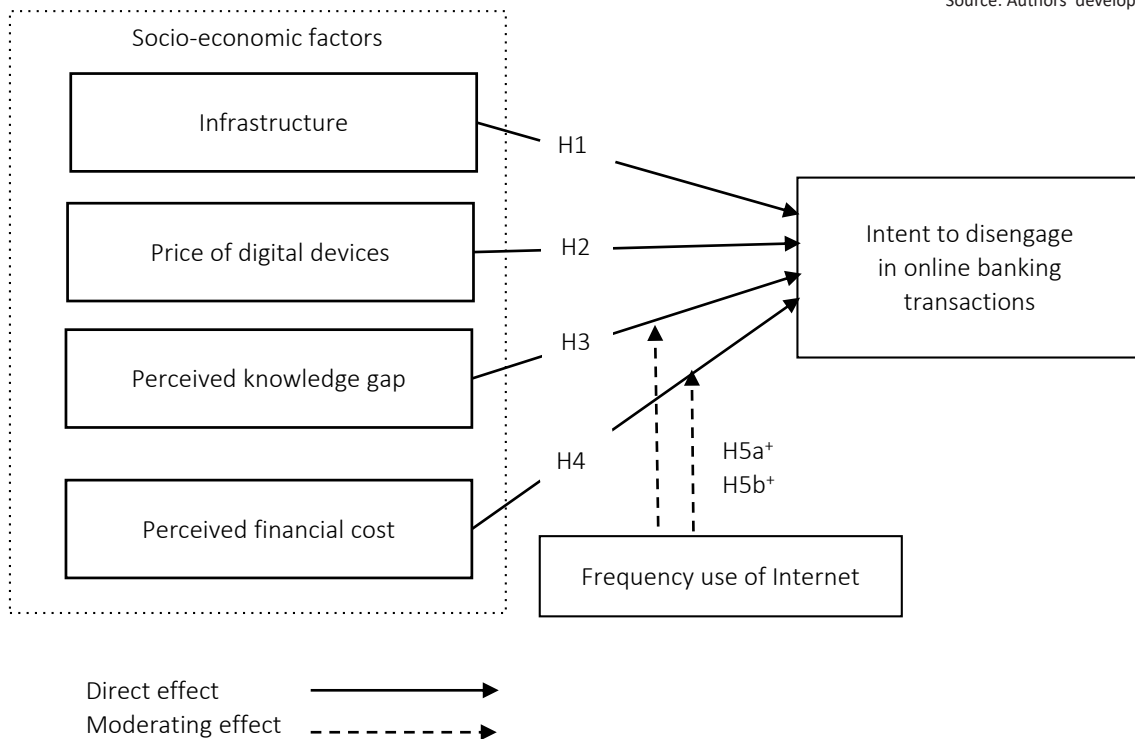 Source: Authors' develop
Socio-economic factors
Infrastructure
H1
Price of digital devices
H2
Intent to disengage
in online banking
transactions
Perceived knowledge gap
H3
H4
H5a⁺
H5b⁺
Perceived financial cost
Frequency use of Internet
Direct effect
Moderating effect